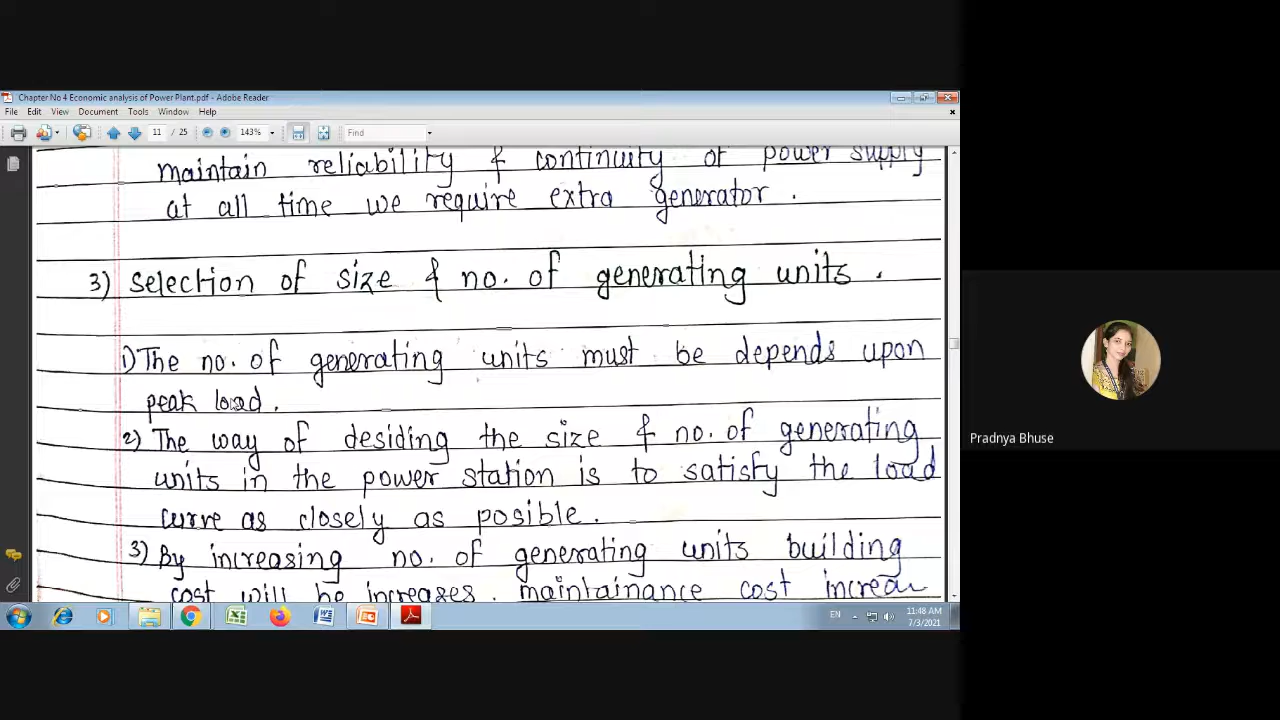 Chapter No 4 Economic analysis of Power Plant.pdf - Adobe Reader
File Edit View Document Tools Window Help
11 / 25 143% Find
maintain reliability & continuity of power supply
at all time we require extra generator.
3) Selection of size & no. of generating units.
1) The no. of generating units must be depends upon
peak load.
2) The way of desiding the size & no. of generating
units in the power station is to satisfy the load
curve as closely as posible.
3) By increasing no. of generating units building
cost will be increases. maintainance cost increa
Pradnya Bhuse
EN 11:48 AM
7/3/2021